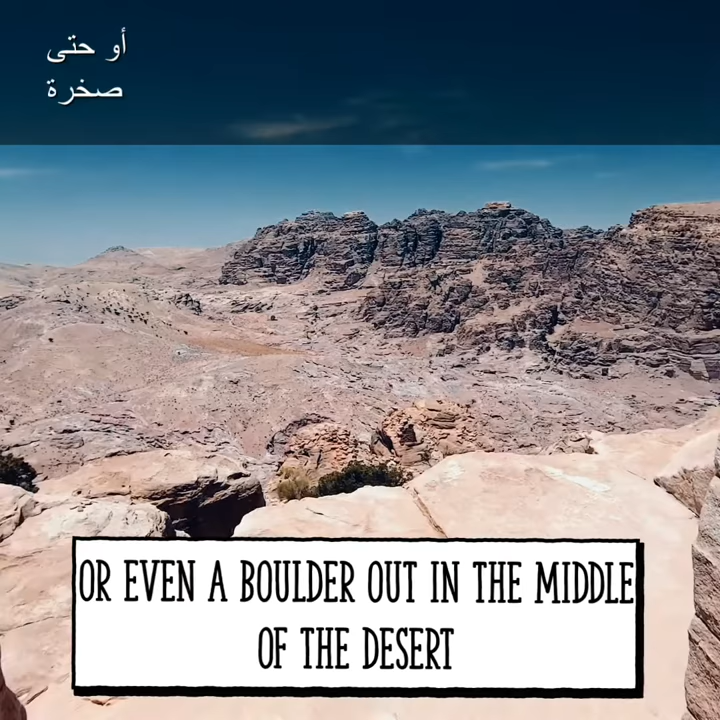 أو حتى
صخرة
OR EVEN A BOULDER OUT IN THE MIDDLE
OF THE DESERT